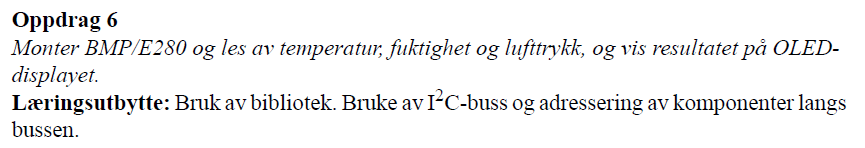 Oppdrag 6
Monter BMP/E280 og les av temperatur, fuktighet og lufttrykk, og vis resultatet på OLED-
displayet.
Læringsutbytte: Bruk av bibliotek. Bruke av I²C-buss og adressering av komponenter langs
bussen.